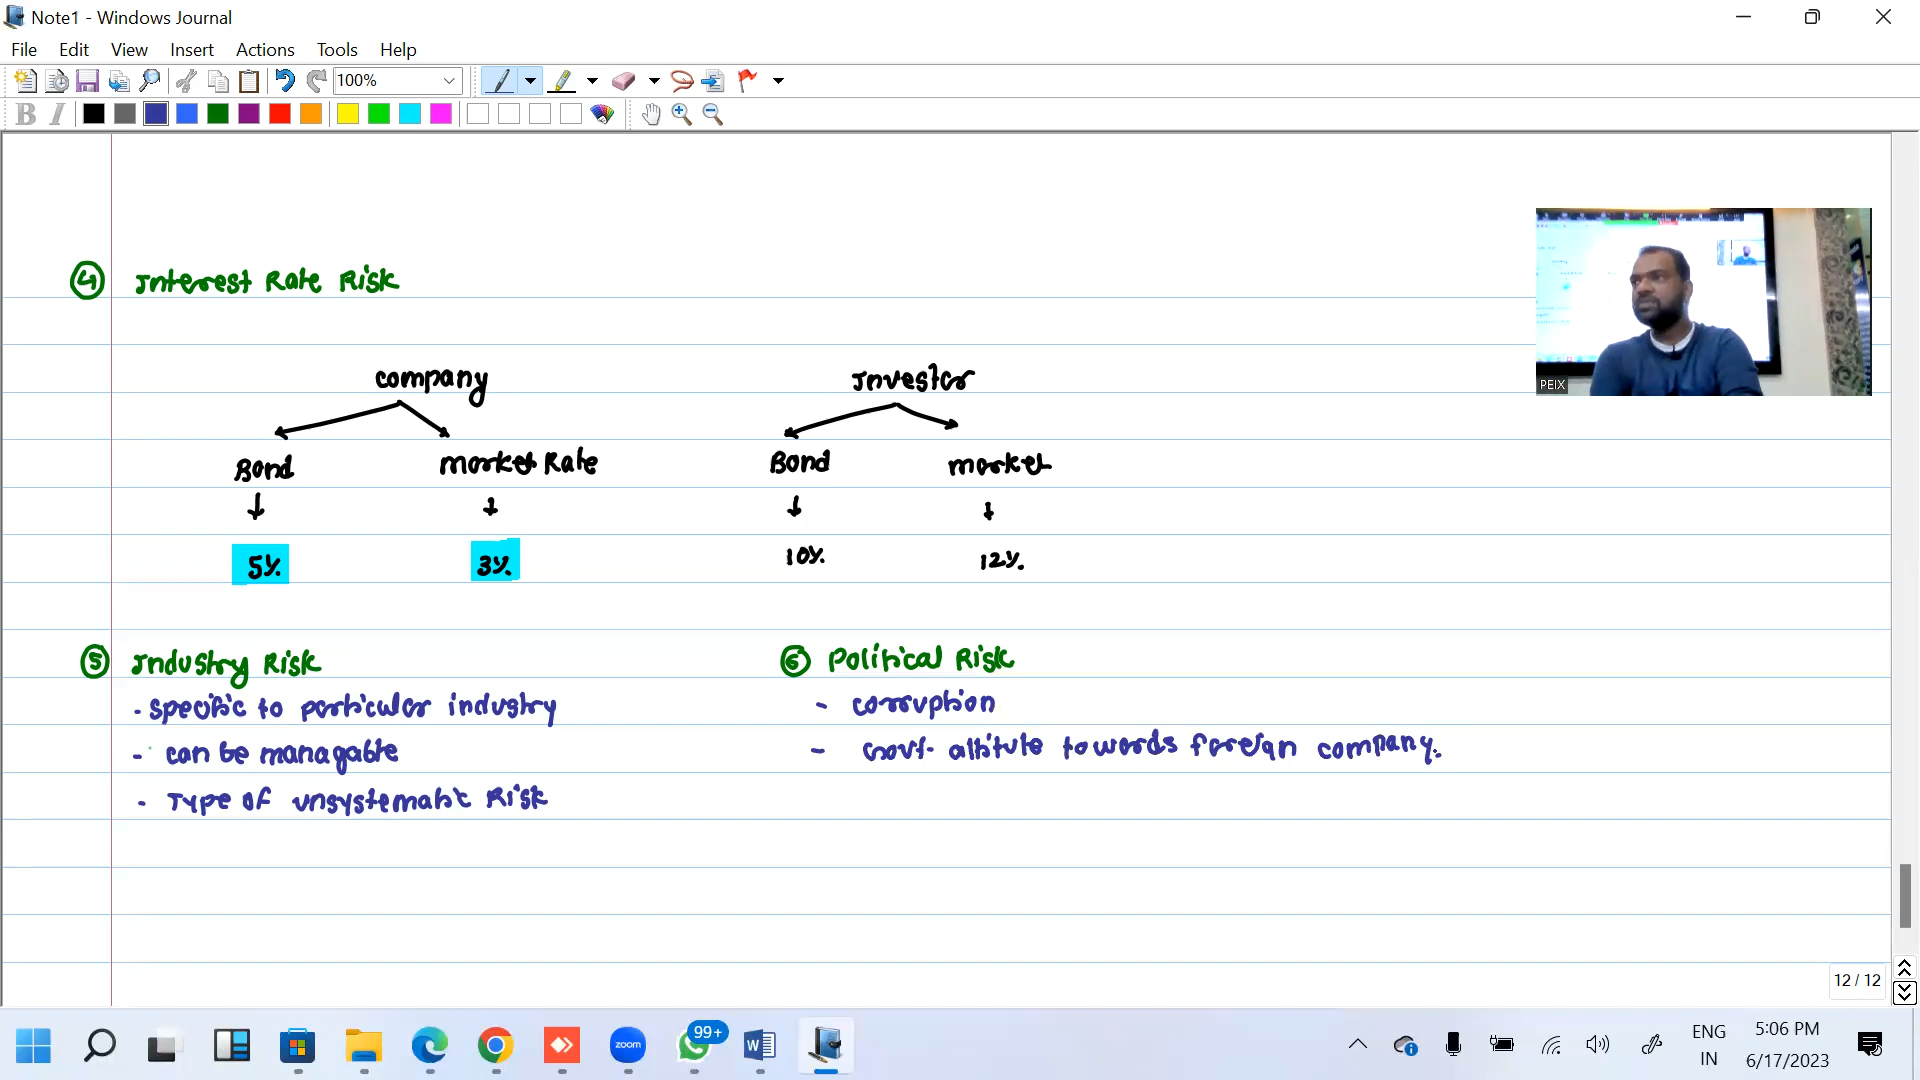 Note1 - Windows Journal
File Edit View Insert Actions Tools Help
100%
B I
4 Interest Rate Risk
company Investor
Bond Market Rate Bond Market
5% 3% 10% 12%
5 Industry Risk
- Specific to particular industry
- can be managable
- Type of unsystematic Risk
6 Political Risk
- corruption
- Govt. attitute towards foreign company.
PEIX
12 / 12
99+
zoom
W
ENG
IN
5:06 PM
6/17/2023